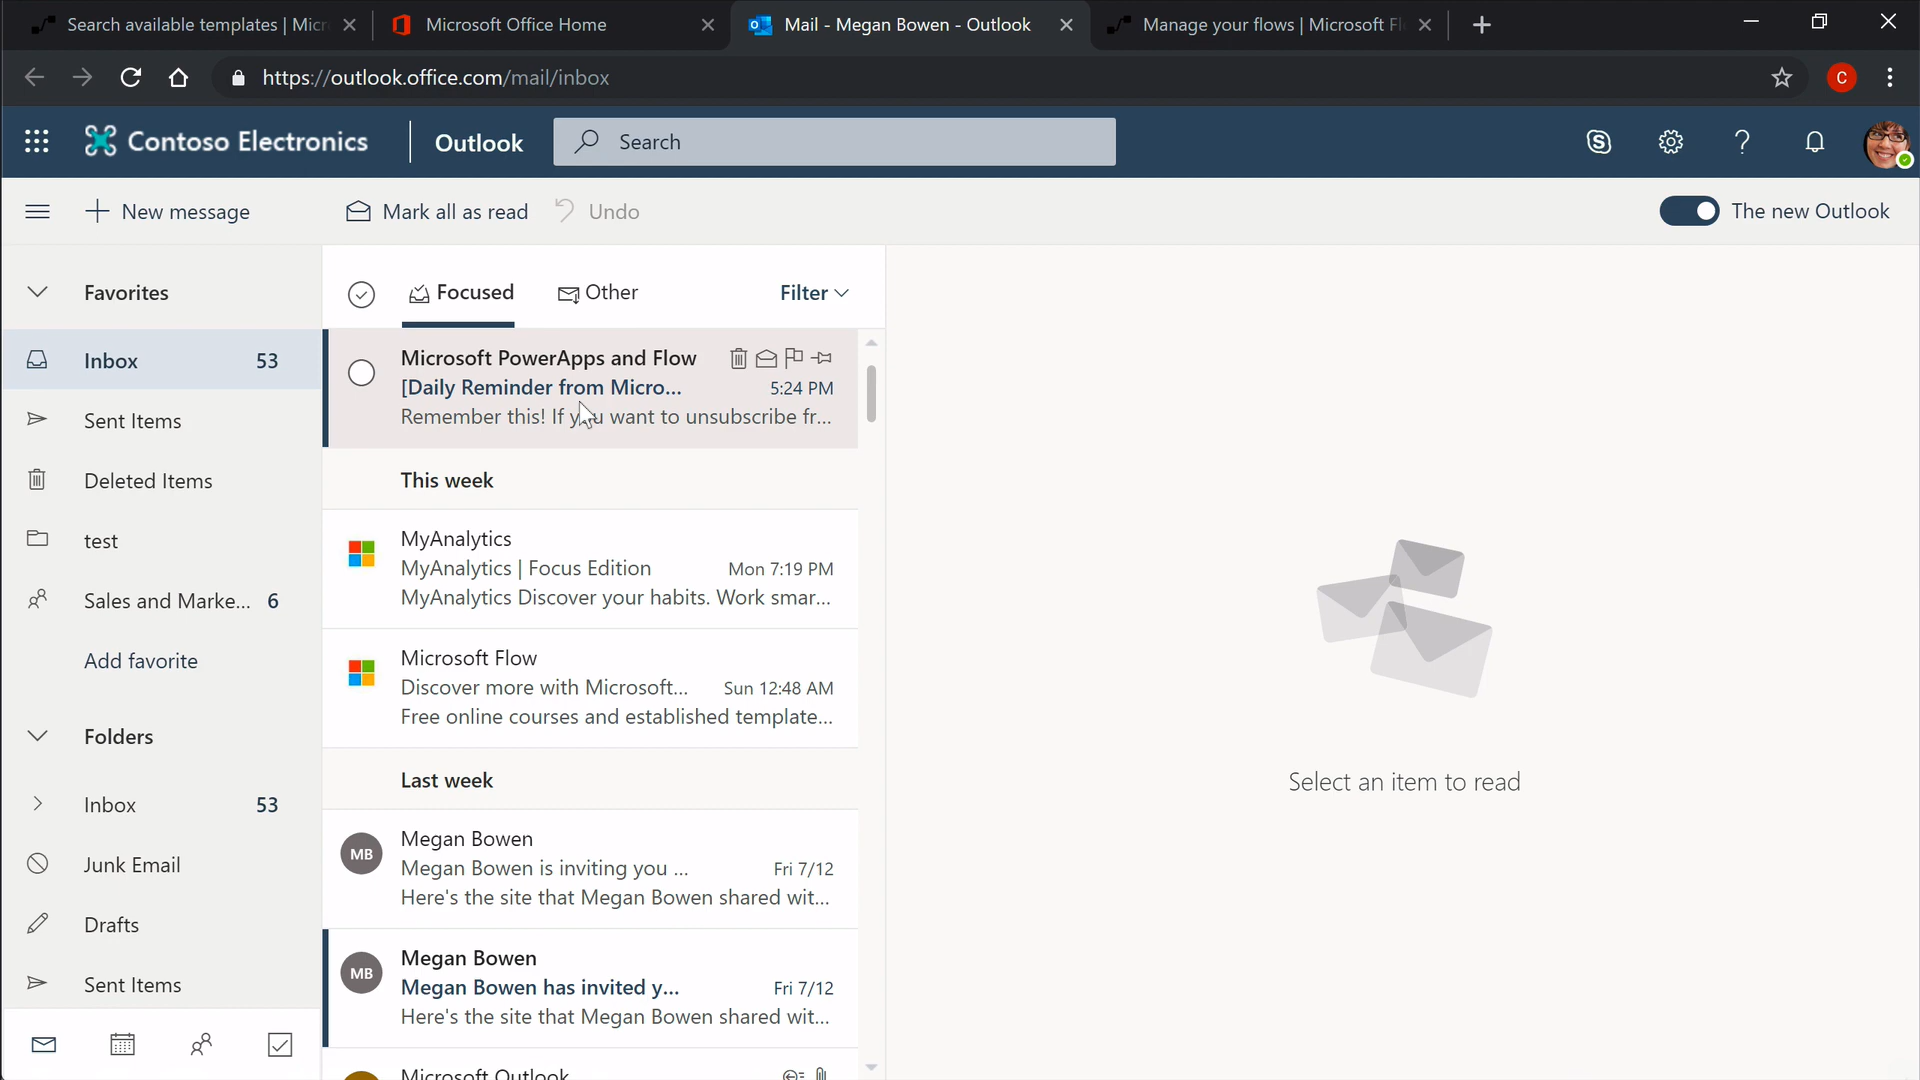 Search available templates | Micr
Microsoft Office Home
Mail - Megan Bowen - Outlook
Manage your flows | Microsoft Fl
https://outlook.office.com/mail/inbox
C
Contoso Electronics
Outlook
Search
New message
Mark all as read
Undo
The new Outlook
Favorites
Inbox 53
Sent Items
Deleted Items
test
Sales and Marke... 6
Add favorite
Folders
Inbox 53
Junk Email
Drafts
Sent Items
Focused
Other
Filter
Microsoft PowerApps and Flow
[Daily Reminder from Micro... 5:24 PM
Remember this! If you want to unsubscribe fr...
This week
MyAnalytics
MyAnalytics | Focus Edition Mon 7:19 PM
MyAnalytics Discover your habits. Work smar...
Microsoft Flow
Discover more with Microsoft... Sun 12:48 AM
Free online courses and established template...
Last week
MB
Megan Bowen
Megan Bowen is inviting you ... Fri 7/12
Here's the site that Megan Bowen shared wit...
MB
Megan Bowen
Megan Bowen has invited y... Fri 7/12
Here's the site that Megan Bowen shared wit...
Microsoft Outlook
Select an item to read